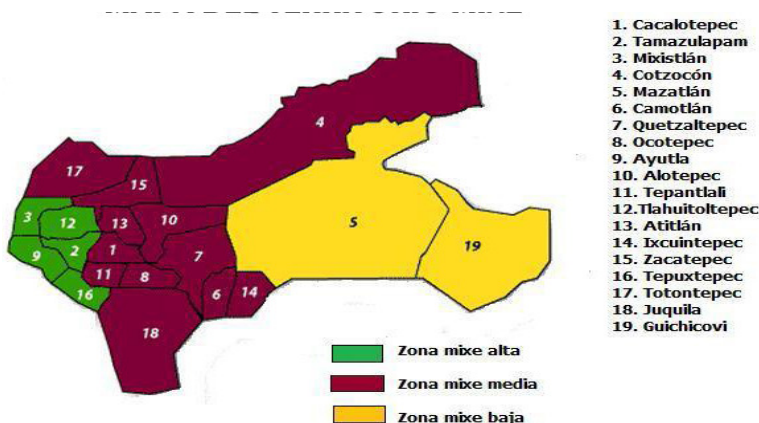 1. Cacalotepec
2. Tamazulapam
3. Mixistlán
4. Cotzocón
5. Mazatlán
6. Camotlán
7. Quetzaltepec
8. Ocotepec
9. Ayutla
10. Alotepec
11. Tepantlali
12.Tlahuitoltepec
13. Atitlán
14. Ixcuintepec
15. Zacatepec
16. Tepuxtepec
17. Totontepec
18. Juquila
19. Guichicovi
4
17
15
3
12
13
10
5
19
9
2
1
7
11
8
16
6
14
18
Zona mixe alta
Zona mixe media
Zona mixe baja